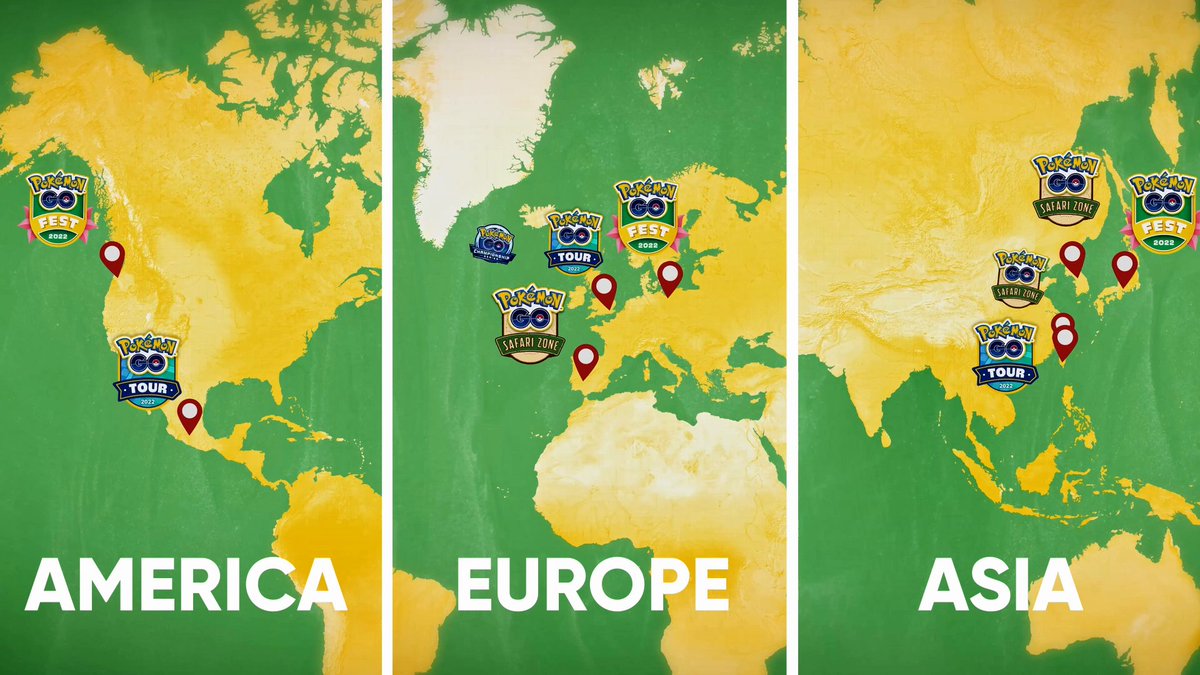 Pokémon
GO
FEST
2022
Pokémon
GO
TOUR
2022
AMERICA
Pokémon
GO
CHAMPIONSHIP
SERIES
Pokémon
GO
TOUR
2022
Pokémon
GO
FEST
2022
Pokémon
GO
SAFARI ZONE
EUROPE
Pokémon
GO
SAFARI ZONE
Pokémon
GO
FEST
2022
Pokémon
GO
SAFARI ZONE
Pokémon
GO
TOUR
2022
ASIA